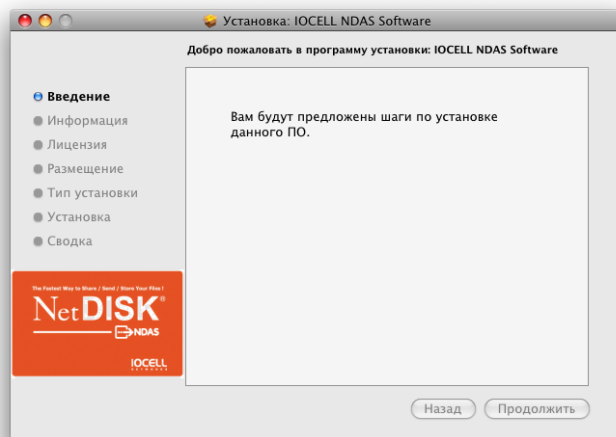 Установка: IOCELL NDAS Software
Добро пожаловать в программу установки: IOCELL NDAS Software
Введение
Информация
Лицензия
Размещение
Тип установки
Установка
Сводка
Вам будут предложены шаги по установке
данного ПО.
The Fastest Way to Share / Send / Store Your Files !
NetDISK®
NDAS
IOCELL
NETWORKS
Назад
Продолжить